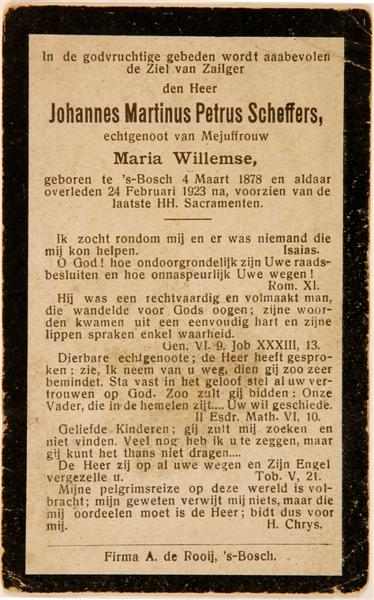 In de godvruchtige gebeden wordt aaabevolen
de Ziel van Zailger
den Heer
Johannes Martinus Petrus Scheffers,
echtgenoot van Mejuffrouw
Maria Willemse,
geboren te 's-Bosch 4 Maart 1878 en aldaar
overleden 24 Februari 1923 na, voorzien van de
laatste HH. Sacramenten.
Ik zocht rondom mij en er was niemand die
mij kon helpen. Isaias.
O God! hoe ondoorgrondelijk zijn Uwe raads-
besluiten en hoe onnaspeurlijk Uwe wegen!
Rom. XI.
Hij was een rechtvaardig en volmaakt man,
die wandelde voor Gods oogen; zijne woor-
den kwamen uit een eenvoudig hart en zijne
lippen spraken enkel waarheid.
Gen. VI. 9. Job XXXIII, 13.
Dierbare echtgenoote; de Heer heeft gespro-
ken: zie, Ik neem van u weg, dien gij zoo zeer
bemindet. Sta vast in het geloof stel al uw ver-
trouwen op God. Zoo zult gij bidden: Onze
Vader, die in de hemelen zijt.... Uw wil geschiede.
II Esdr. Math. VI, 10.
Geliefde Kinderen; gij zult mij zoeken en
niet vinden. Veel nog heb ik u te zeggen, maar
gij kunt het thans niet dragen....
De Heer zij op al uwe wegen en Zijn Engel
vergezelle u. Tob. V, 21.
Mijne pelgrimsreize op deze wereld is vol-
bracht; mijn geweten verwijt mij niets, maar die
mij oordeelen moet is de Heer; bidt dus voor
mij. H. Chrys.
Firma A. de Rooij, 's-Bosch.